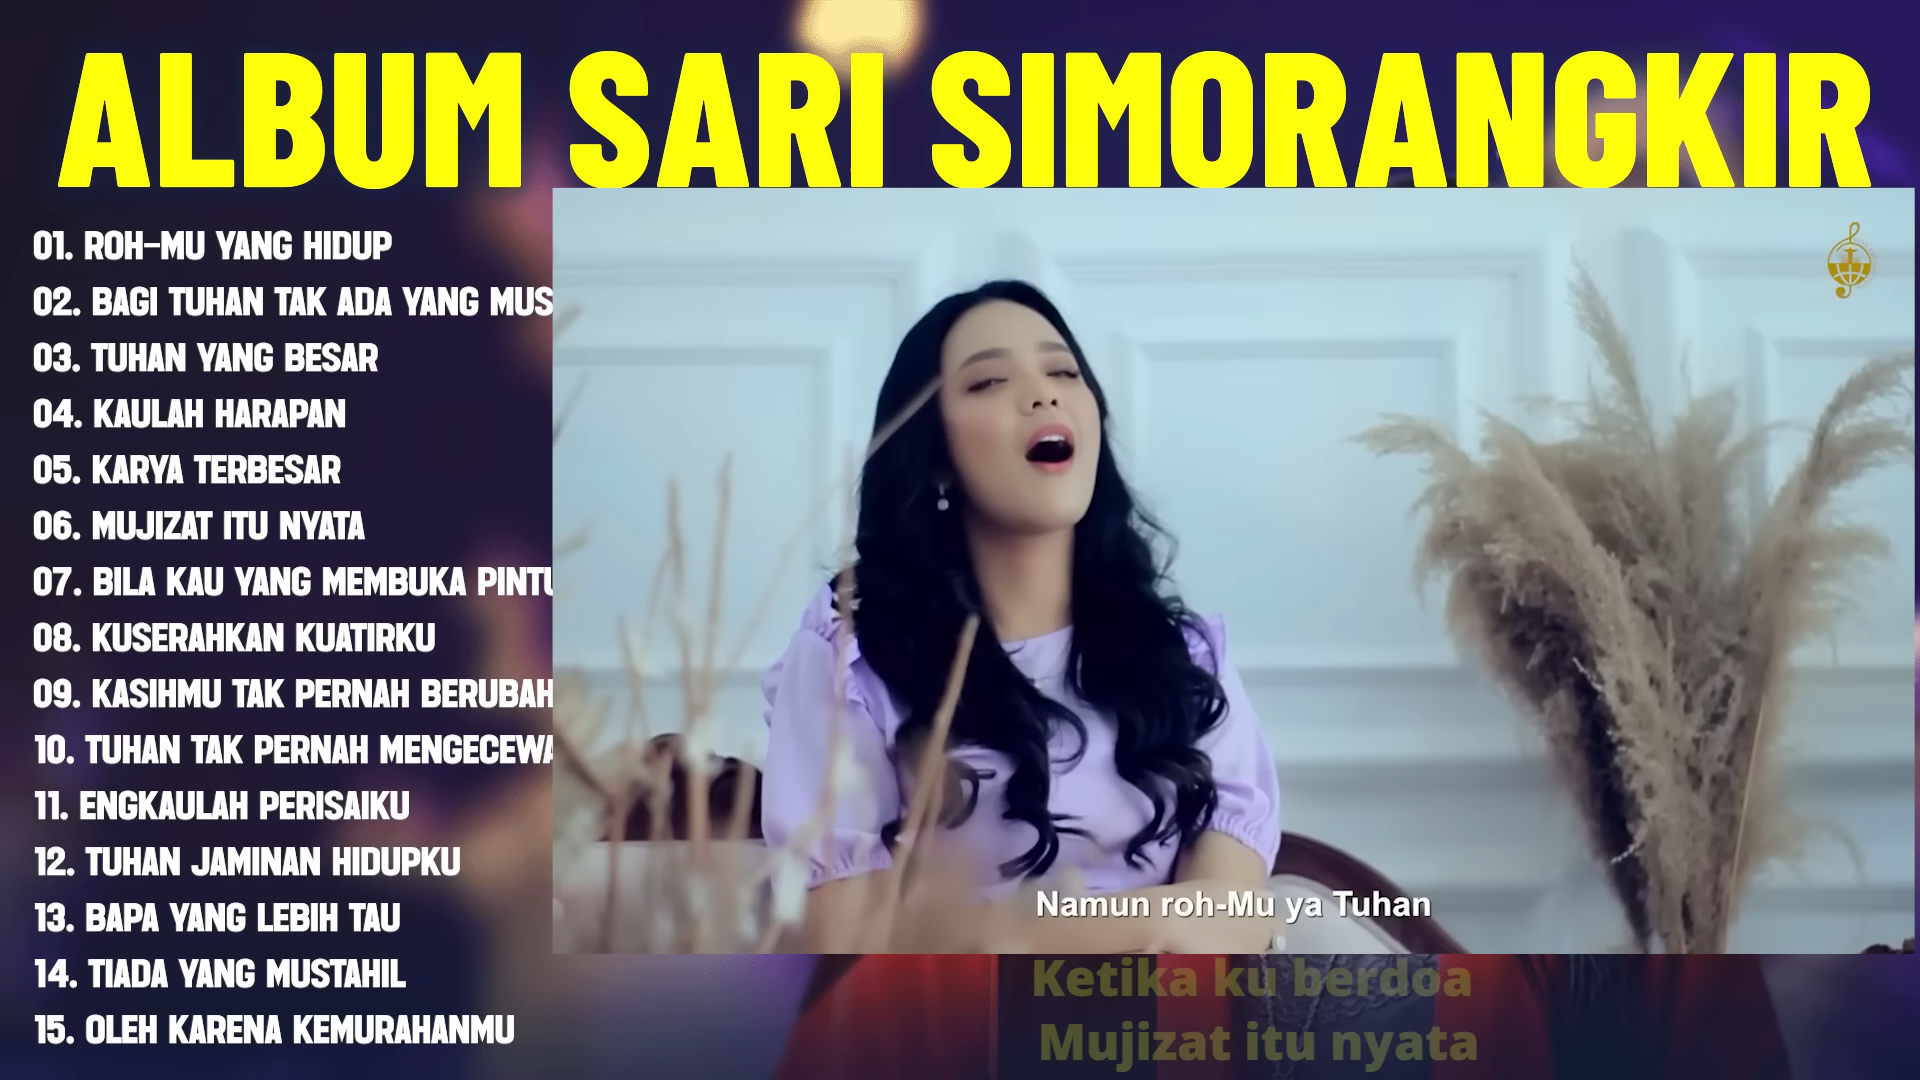 ALBUM SARI SIMORANGKIR
01. ROH-MU YANG HIDUP
02. BAGI TUHAN TAK ADA YANG MUS
03. TUHAN YANG BESAR
04. KAULAH HARAPAN
05. KARYA TERBESAR
06. MUJIZAT ITU NYATA
07. BILA KAU YANG MEMBUKA PINTU
08. KUSERAHKAN KUATIRKU
09. KASIHMU TAK PERNAH BERUBAH
10. TUHAN TAK PERNAH MENGECEWA
11. ENGKAULAH PERISAIKU
12. TUHAN JAMINAN HIDUPKU
13. BAPA YANG LEBIH TAU
14. TIADA YANG MUSTAHIL
15. OLEH KARENA KEMURAHANMU
Namun roh-Mu ya Tuhan
Ketika ku berdoa
Mujizat itu nyata